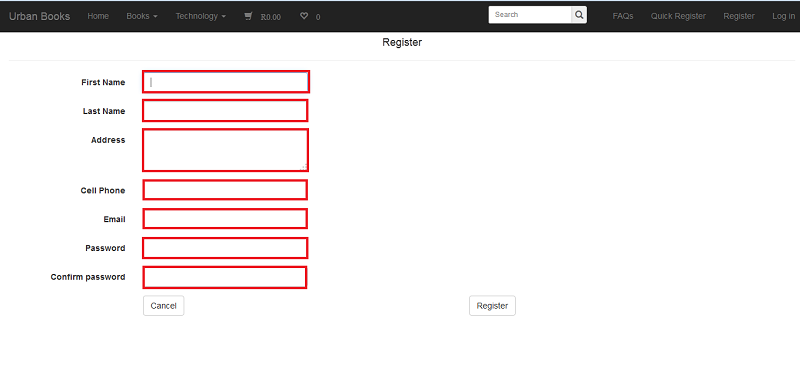 Urban Books Home Books Technology R0.00 0 Search FAQs Quick Register Register Log in
Register
First Name
Last Name
Address
Cell Phone
Email
Password
Confirm password
Cancel Register